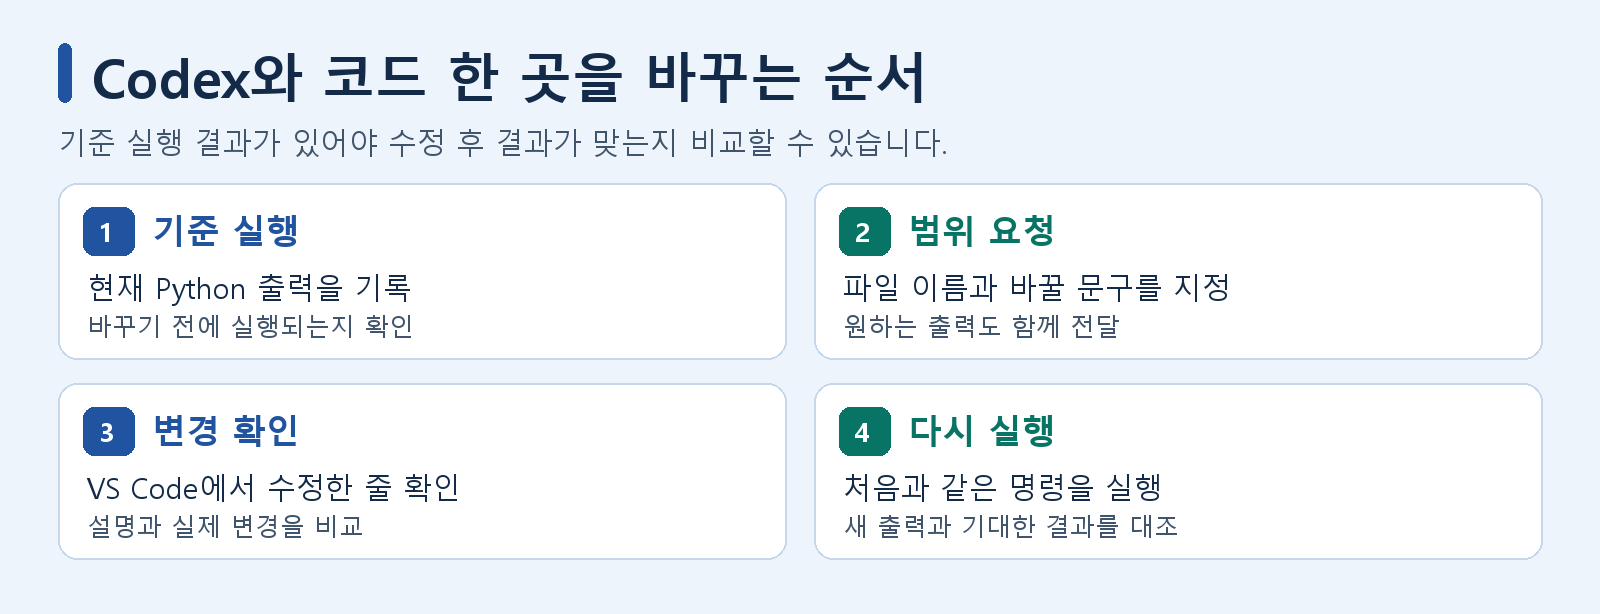 Codex와 코드 한 곳을 바꾸는 순서
기준 실행 결과가 있어야 수정 후 결과가 맞는지 비교할 수 있습니다.
1 기준 실행
현재 Python 출력을 기록
바꾸기 전에 실행되는지 확인
2 범위 요청
파일 이름과 바꿀 문구를 지정
원하는 출력도 함께 전달
3 변경 확인
VS Code에서 수정한 줄 확인
설명과 실제 변경을 비교
4 다시 실행
처음과 같은 명령을 실행
새 출력과 기대한 결과를 대조